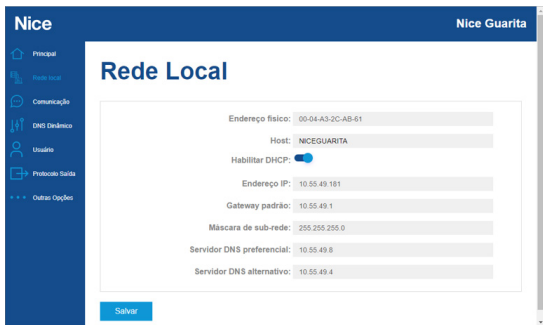 Nice
Nice Guarita
Principal
Rede local
Comunicação
DNS Dinâmico
Usuário
Protocolo Saída
Outras Opções
Rede Local
Endereço físico: 00-04-A3-2C-AB-61
Host: NICEGUARITA
Habilitar DHCP:
Endereço IP: 10.55.49.181
Gateway padrão: 10.55.49.1
Máscara de sub-rede: 255.255.255.0
Servidor DNS preferencial: 10.55.49.8
Servidor DNS alternativo: 10.55.49.4
Salvar